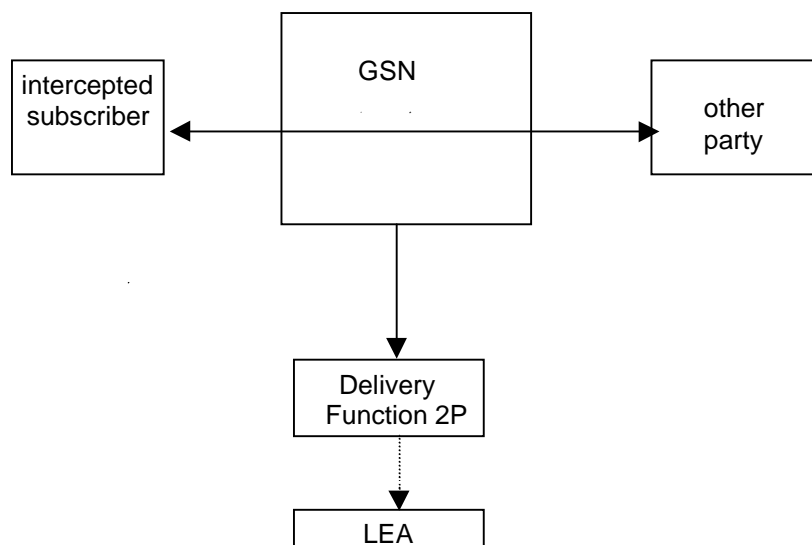 GSN
intercepted
subscriber
other
party
Delivery
Function 2P
LEA